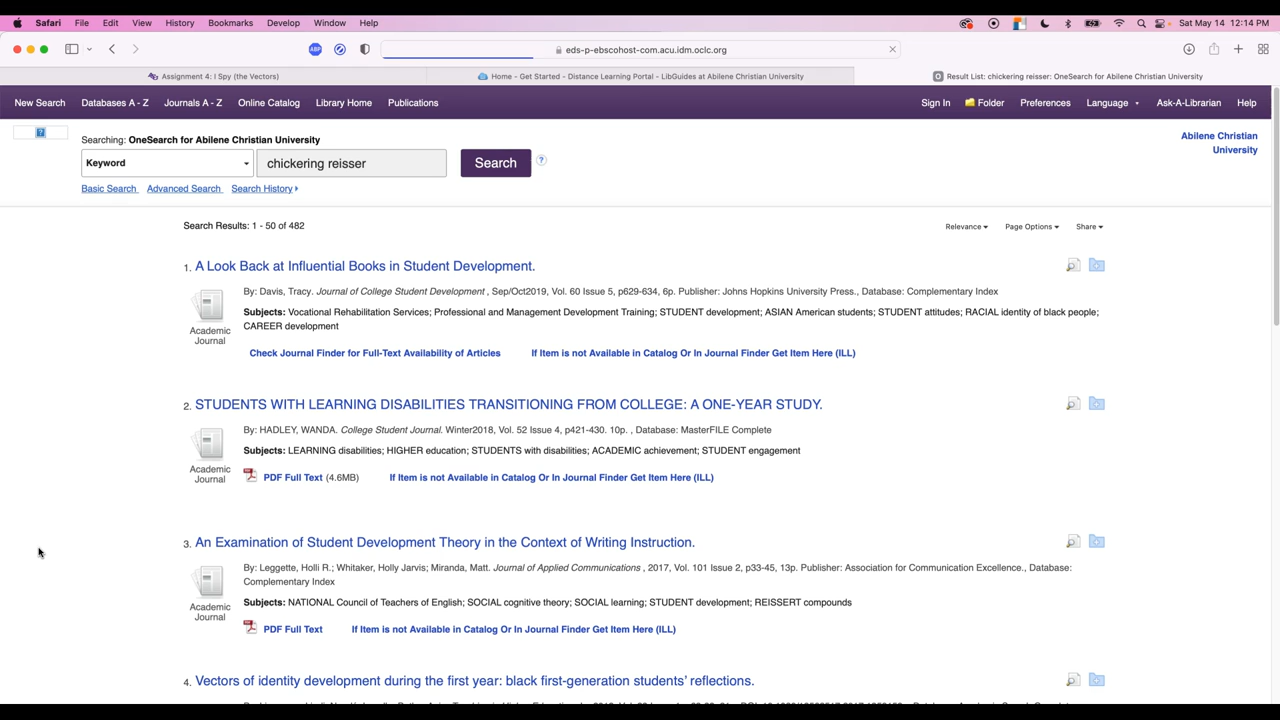 Safari File Edit View History Bookmarks Develop Window Help Sat May 14 12:14 PM
ABP eds-p-ebscohost-com.acu.idm.oclc.org
Assignment 4: I Spy (the Vectors) Home - Get Started - Distance Learning Portal - LibGuides at Abilene Christian University Result List: chickering reisser: OneSearch for Abilene Christian University
New Search Databases A - Z Journals A - Z Online Catalog Library Home Publications Sign In Folder Preferences Language Ask-A-Librarian Help
Searching: OneSearch for Abilene Christian University
Abilene Christian
University
Keyword chickering reisser Search ?
Basic Search Advanced Search Search History
Search Results: 1 - 50 of 482 Relevance Page Options Share
1. A Look Back at Influential Books in Student Development.
By: Davis, Tracy. Journal of College Student Development , Sep/Oct2019, Vol. 60 Issue 5, p629-634, 6p. Publisher: Johns Hopkins University Press., Database: Complementary Index
Academic
Journal
Subjects: Vocational Rehabilitation Services; Professional and Management Development Training; STUDENT development; ASIAN American students; STUDENT attitudes; RACIAL identity of black people;
CAREER development
Check Journal Finder for Full-Text Availability of Articles If Item is not Available in Catalog Or In Journal Finder Get Item Here (ILL)
2. STUDENTS WITH LEARNING DISABILITIES TRANSITIONING FROM COLLEGE: A ONE-YEAR STUDY.
By: HADLEY, WANDA. College Student Journal. Winter2018, Vol. 52 Issue 4, p421-430. 10p. , Database: MasterFILE Complete
Subjects: LEARNING disabilities; HIGHER education; STUDENTS with disabilities; ACADEMIC achievement; STUDENT engagement
Academic
Journal
PDF Full Text (4.6MB) If Item is not Available in Catalog Or In Journal Finder Get Item Here (ILL)
3. An Examination of Student Development Theory in the Context of Writing Instruction.
By: Leggette, Holli R.; Whitaker, Holly Jarvis; Miranda, Matt. Journal of Applied Communications , 2017, Vol. 101 Issue 2, p33-45, 13p. Publisher: Association for Communication Excellence., Database:
Complementary Index
Academic
Journal
Subjects: NATIONAL Council of Teachers of English; SOCIAL cognitive theory; SOCIAL learning; STUDENT development; REISSERT compounds
PDF Full Text If Item is not Available in Catalog Or In Journal Finder Get Item Here (ILL)
4. Vectors of identity development during the first year: black first-generation students' reflections.